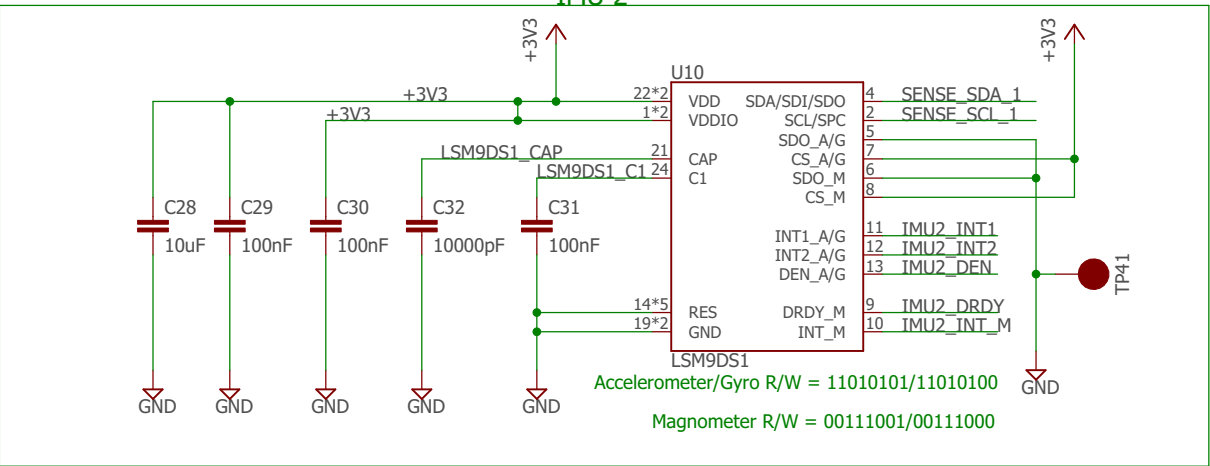 IMU 2
+3V3
+3V3
U10
+3V3
22*2
VDD
SDA/SDI/SDO
4
SENSE_SDA_1
+3V3
1*2
VDDIO
SCL/SPC
2
SENSE_SCL_1
SDO_A/G
5
LSM9DS1_CAP
21
CAP
CS_A/G
7
LSM9DS1_C1
24
C1
SDO_M
6
CS_M
8
C28
10uF
C29
100nF
C30
100nF
C32
10000pF
C31
100nF
INT1_A/G
11
IMU2_INT1
INT2_A/G
12
IMU2_INT2
DEN_A/G
13
IMU2_DEN
TP41
14*5
RES
DRDY_M
9
IMU2_DRDY
19*2
GND
INT_M
10
IMU2_INT_M
LSM9DS1
GND
GND
GND
GND
GND
GND
Accelerometer/Gyro R/W = 11010101/11010100
Magnometer R/W = 00111001/00111000